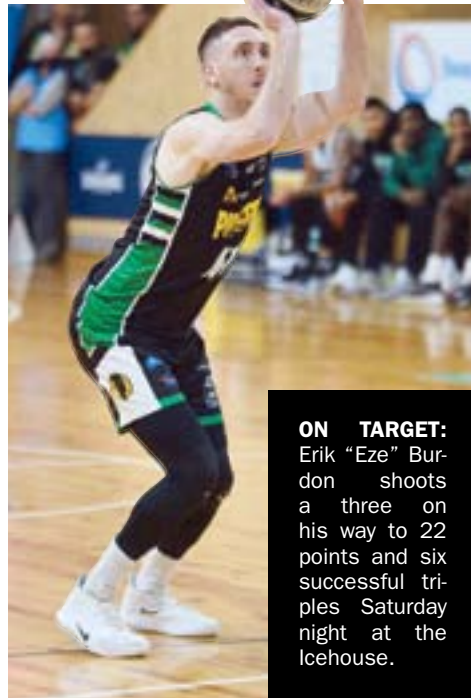 ON TARGET:
Erik “Eze” Bur-
don shoots
a three on
his way to 22
points and six
successful tri-
ples Saturday
night at the
Icehouse.